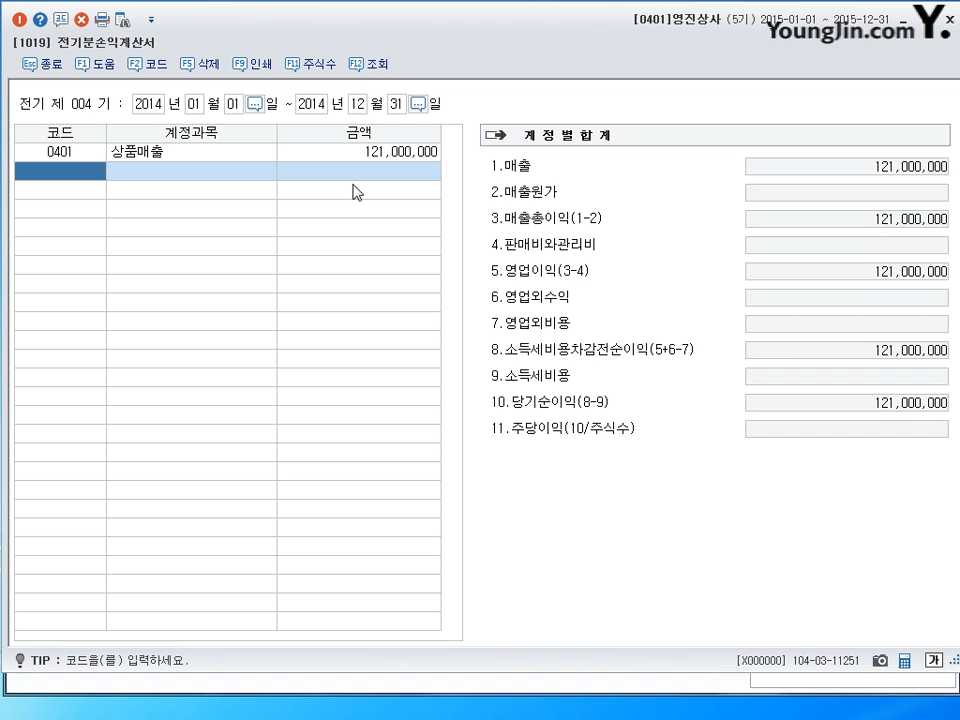 [0401]영진상사 (5기) 2015-01-01 ~ 2015-12-31
YoungJin.com Y.
[1019] 전기분손익계산서
Esc 종료 F1 도움 F2 코드 F5 삭제 F9 인쇄 F11 주식수 F12 조회
전기 제 004 기 : 2014 년 01 월 01 일 ~ 2014 년 12 월 31 일
코드 계정과목 금액
0401 상품매출 121,000,000
계 정 별 합 계
1.매출 121,000,000
2.매출원가
3.매출총이익(1-2) 121,000,000
4.판매비와관리비
5.영업이익(3-4) 121,000,000
6.영업외수익
7.영업외비용
8.소득세비용차감전순이익(5+6-7) 121,000,000
9.소득세비용
10.당기순이익(8-9) 121,000,000
11.주당이익(10/주식수)
TIP : 코드을(를) 입력하세요.
[X000000] 104-03-11251 가